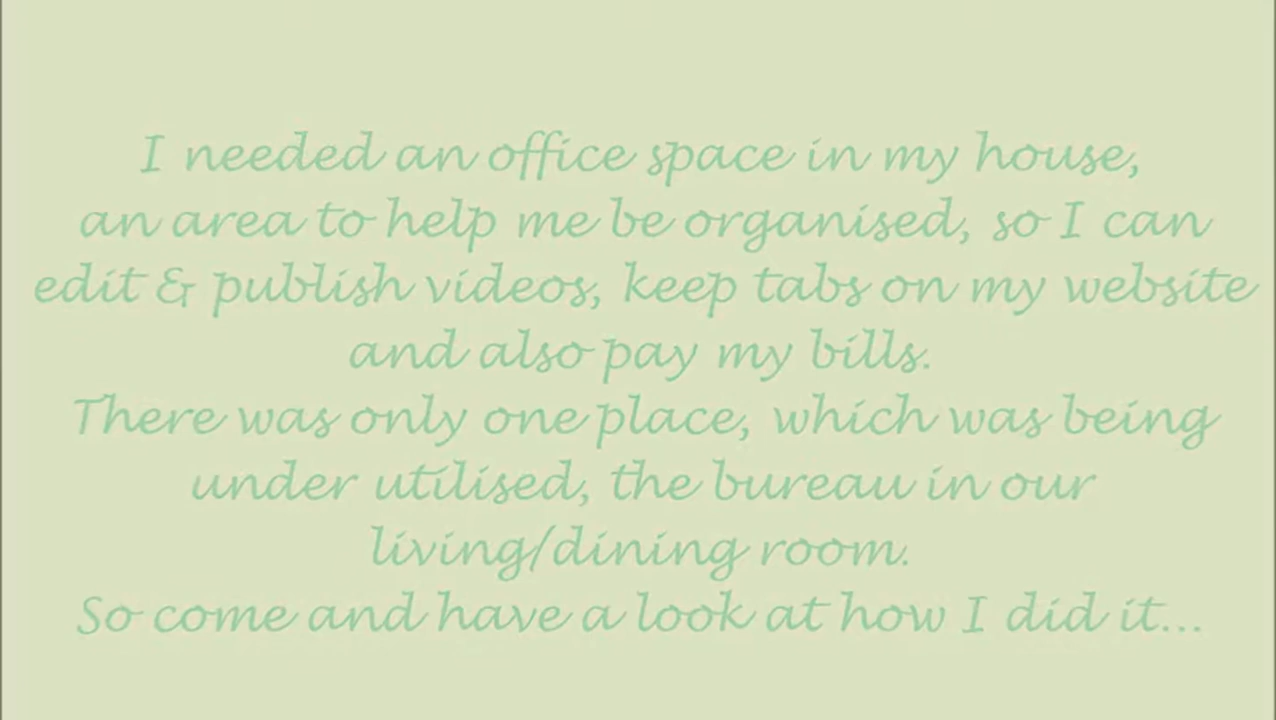 I needed an office space in my house,
an area to help me be organised, so I can
edit & publish videos, keep tabs on my website
and also pay my bills.
There was only one place, which was being
under utilised, the bureau in our
living/dining room.
So come and have a look at how I did it...